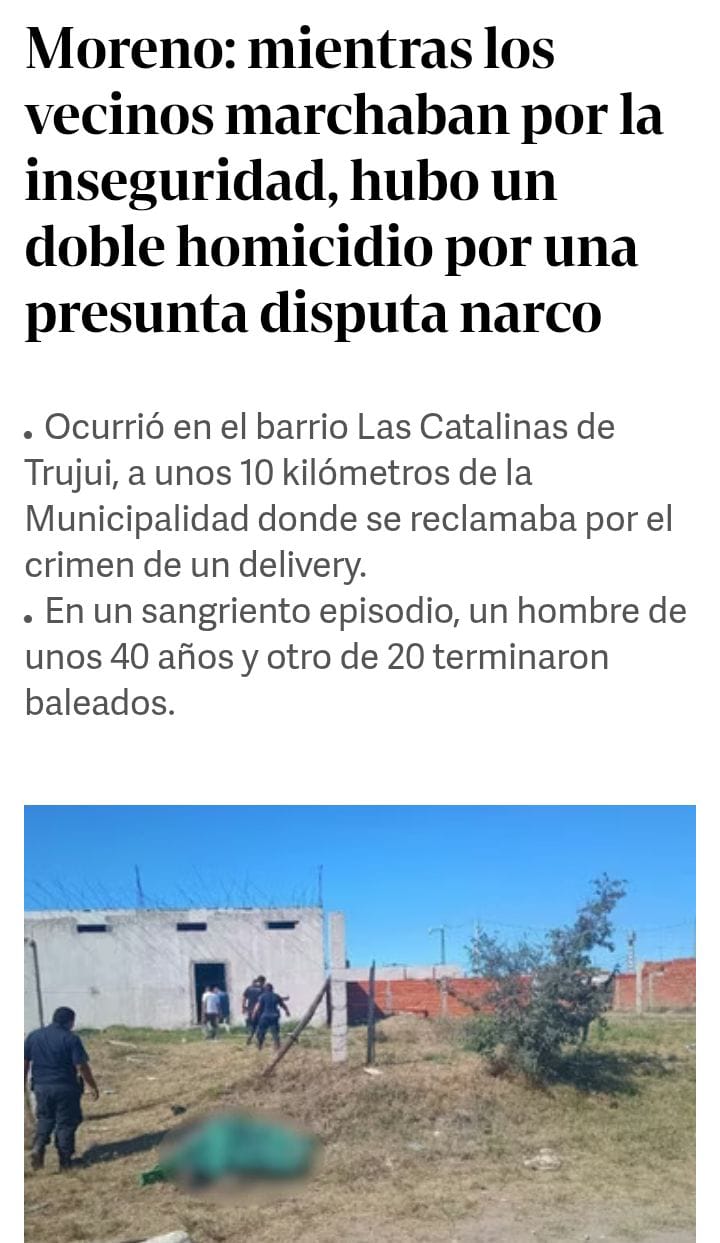 Moreno: mientras los
vecinos marchaban por la
inseguridad, hubo un
doble homicidio por una
presunta disputa narco
. Ocurrió en el barrio Las Catalinas de
Trujui, a unos 10 kilómetros de la
Municipalidad donde se reclamaba por el
crimen de un delivery.
. En un sangriento episodio, un hombre de
unos 40 años y otro de 20 terminaron
baleados.